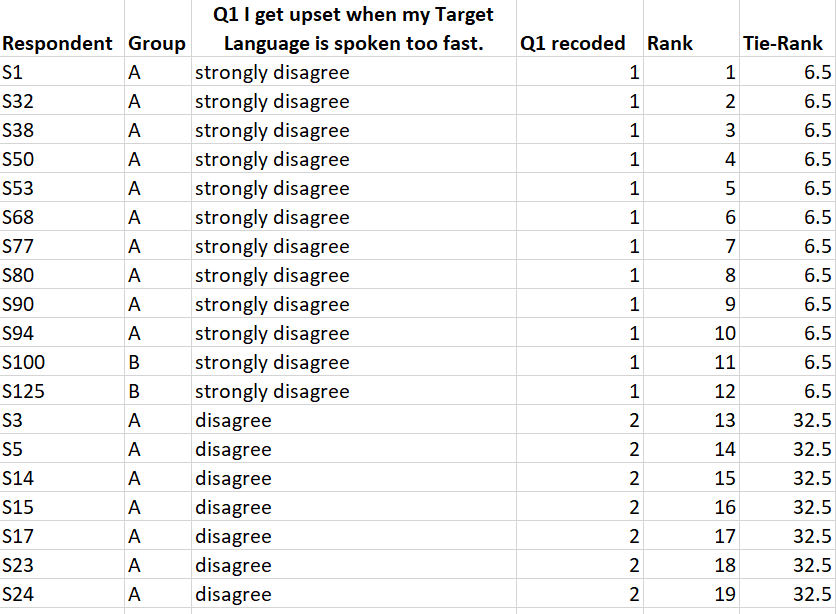 Q1 I get upset when my Target
Respondent Group Language is spoken too fast. Q1 recoded Rank Tie-Rank
S1 A strongly disagree 1 1 6.5
S32 A strongly disagree 1 2 6.5
S38 A strongly disagree 1 3 6.5
S50 A strongly disagree 1 4 6.5
S53 A strongly disagree 1 5 6.5
S68 A strongly disagree 1 6 6.5
S77 A strongly disagree 1 7 6.5
S80 A strongly disagree 1 8 6.5
S90 A strongly disagree 1 9 6.5
S94 A strongly disagree 1 10 6.5
S100 B strongly disagree 1 11 6.5
S125 B strongly disagree 1 12 6.5
S3 A disagree 2 13 32.5
S5 A disagree 2 14 32.5
S14 A disagree 2 15 32.5
S15 A disagree 2 16 32.5
S17 A disagree 2 17 32.5
S23 A disagree 2 18 32.5
S24 A disagree 2 19 32.5